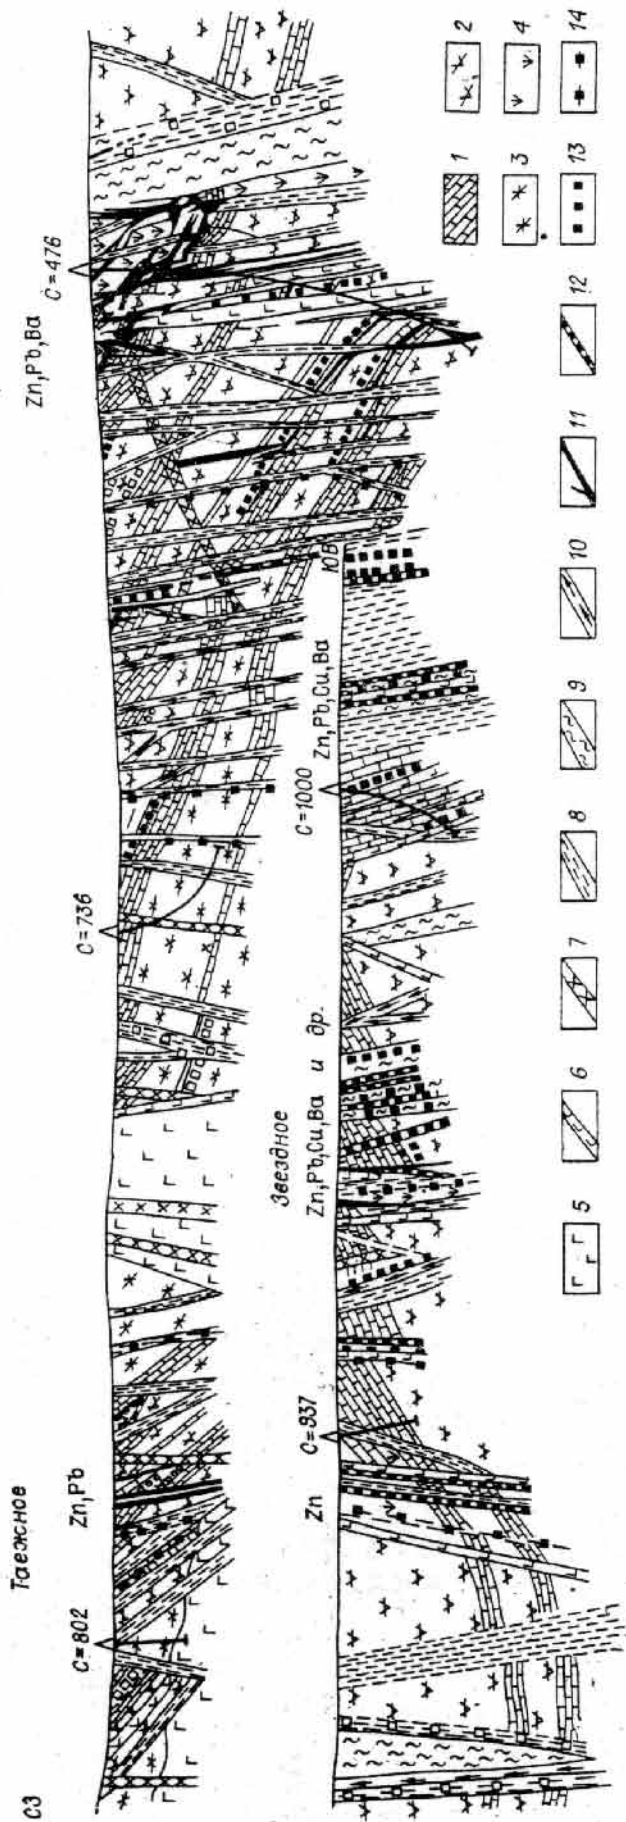 СЗ
Таежное
С=802
Zn,Pb
С=736
Zn,Pb,Ba
С=476
Звездное
Zn
С=937
Zn,Pb,Cu,Ba и др.
С=1000
Zn,Pb,Cu,Ba
ЮВ
1
2
3
4
5
6
7
8
9
10
11
12
13
14